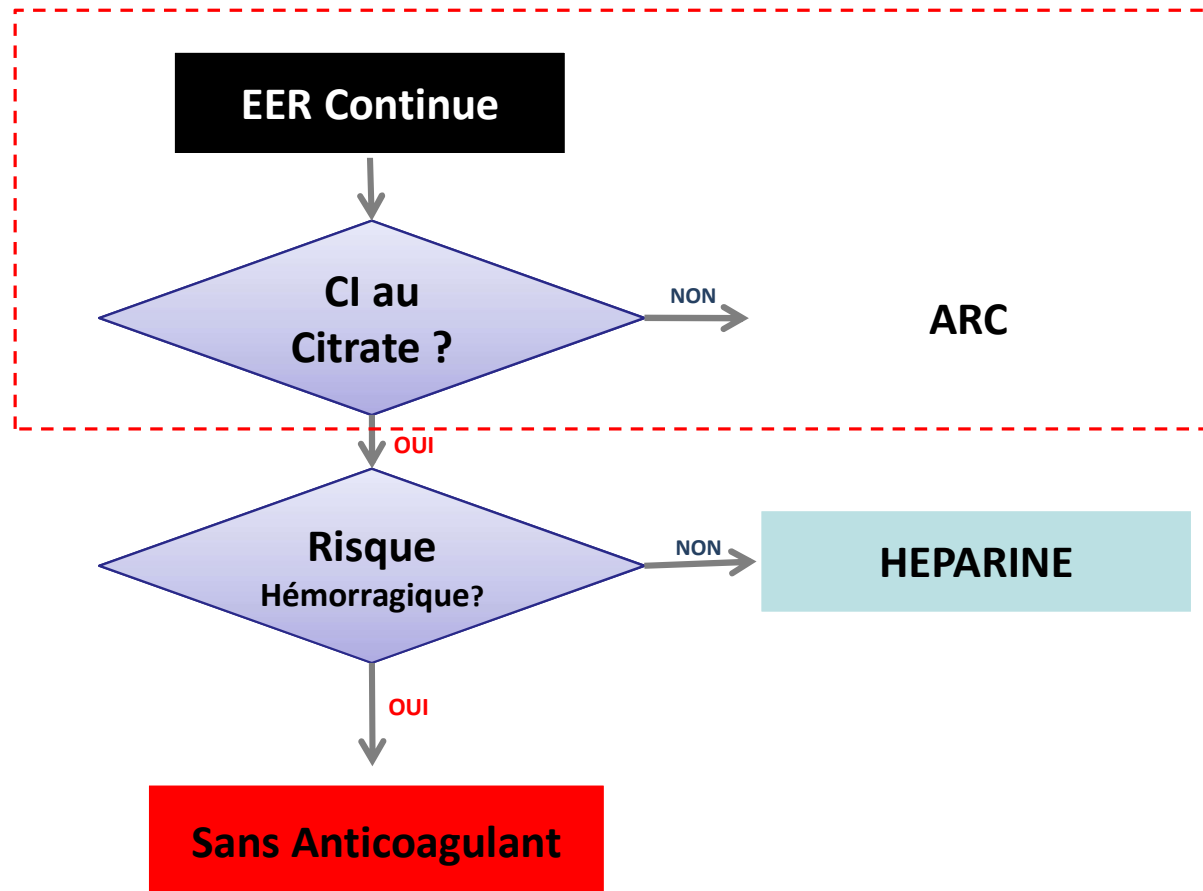 EER Continue
CI au
Citrate ?
NON
ARC
OUI
Risque
Hémorragique?
NON
HEPARINE
OUI
Sans Anticoagulant